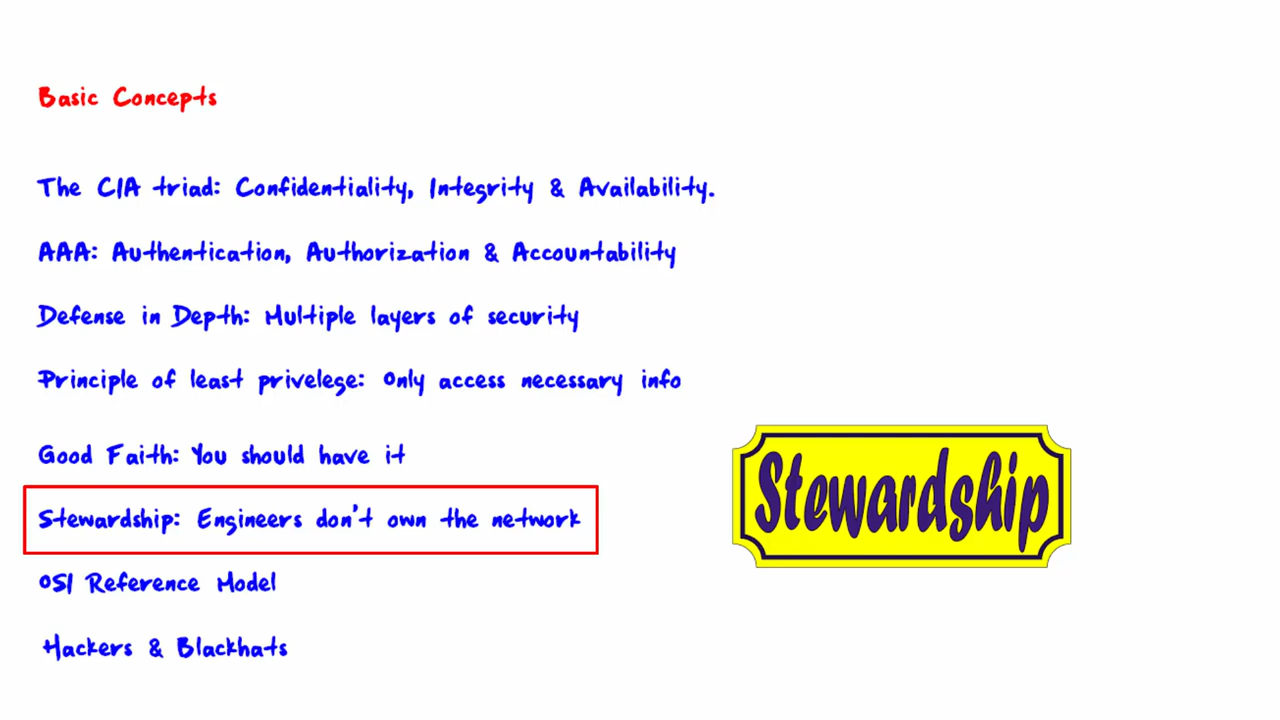 Basic Concepts
The CIA triad: Confidentiality, Integrity & Availability.
AAA: Authentication, Authorization & Accountability
Defense in Depth: Multiple layers of security
Principle of least privelege: Only access necessary info
Good Faith: You should have it
Stewardship: Engineers don't own the network
Stewardship
OSI Reference Model
Hackers & Blackhats